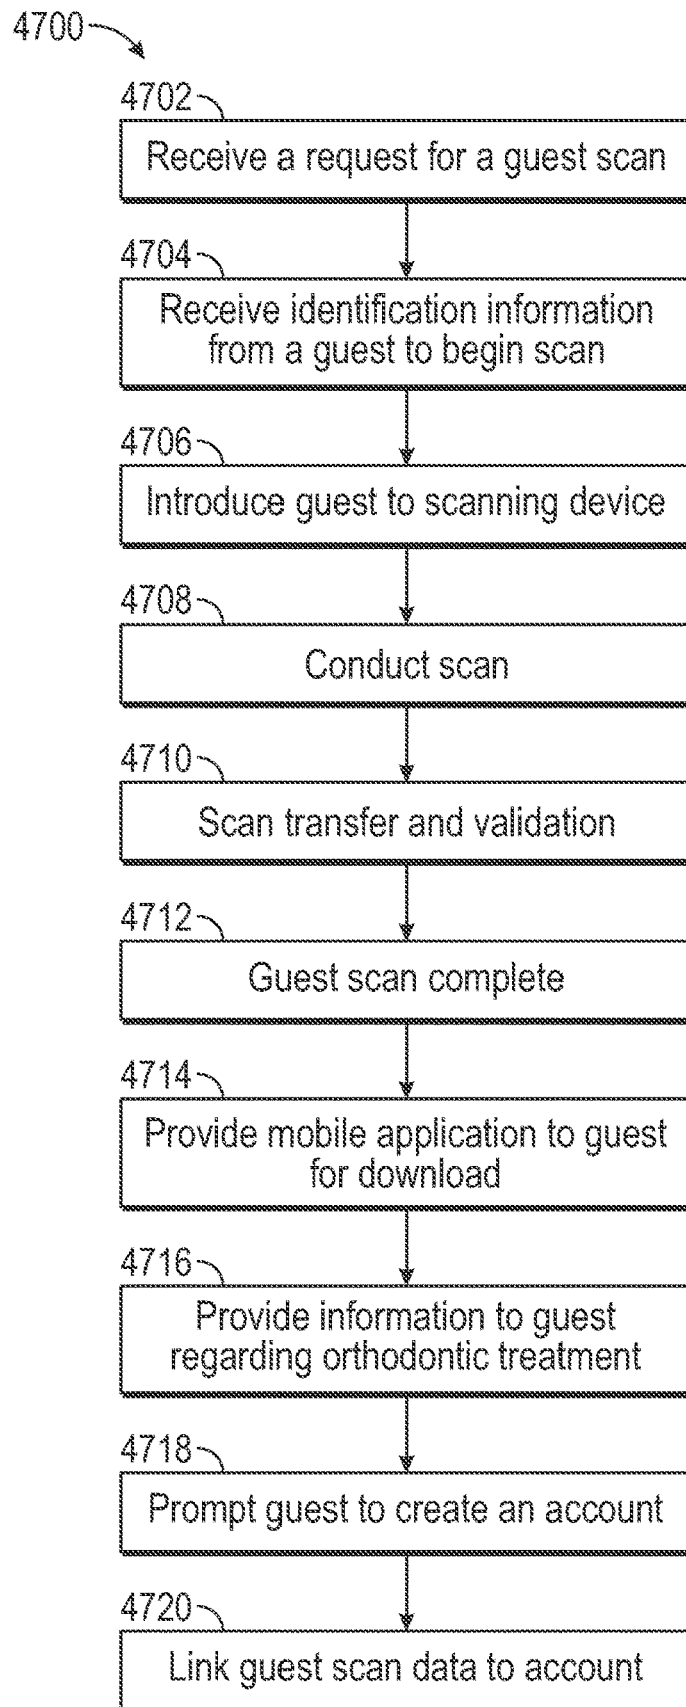 4700
4702
Receive a request for a guest scan
4704
Receive identification information
from a guest to begin scan
4706
Introduce guest to scanning device
4708
Conduct scan
4710
Scan transfer and validation
4712
Guest scan complete
4714
Provide mobile application to guest
for download
4716
Provide information to guest
regarding orthodontic treatment
4718
Prompt guest to create an account
4720
Link guest scan data to account